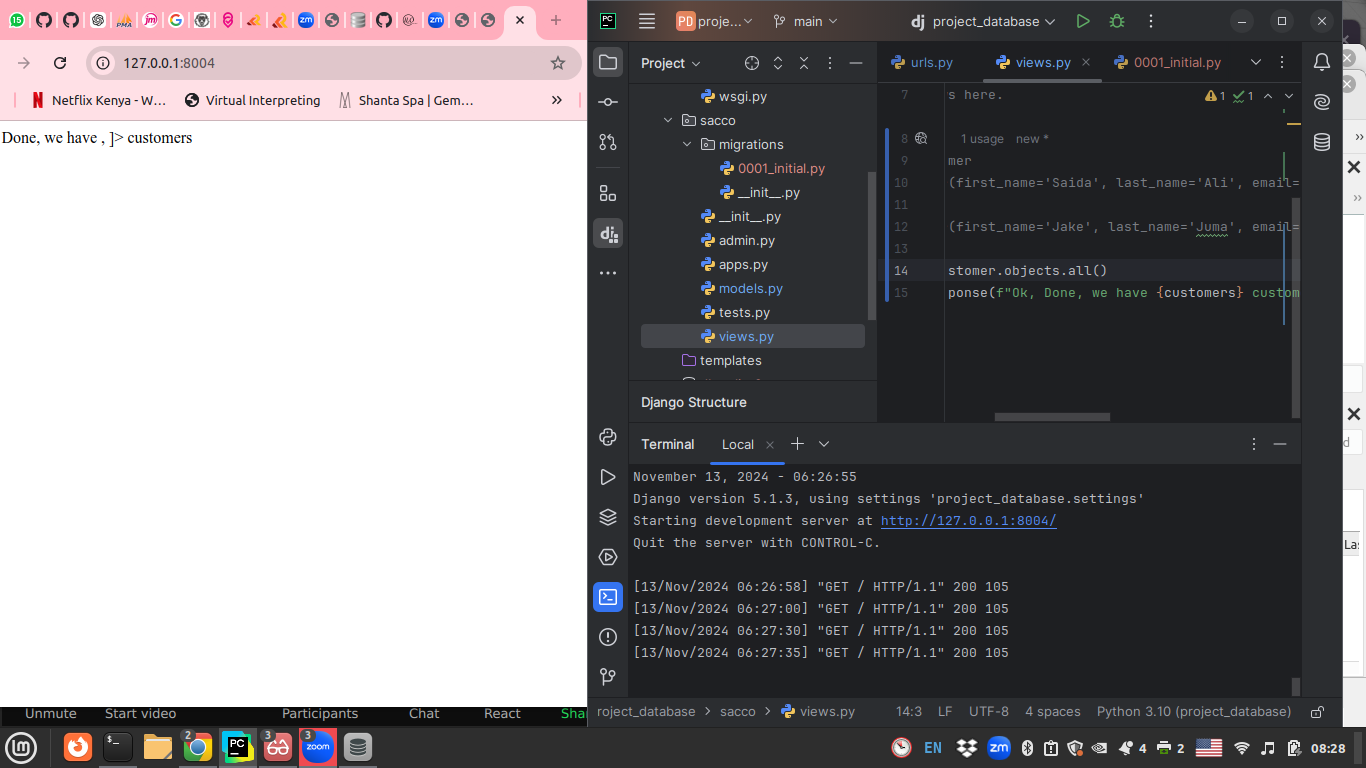 127.0.0.1:8004
Netflix Kenya - W...
Virtual Interpreting
Shanta Spa | Gem...
»
Done, we have , ]> customers
PD proje...
main
dj project_database
Project
wsgi.py
sacco
migrations
0001_initial.py
__init__.py
__init__.py
admin.py
apps.py
models.py
tests.py
views.py
templates
Django Structure
urls.py
views.py
0001_initial.py
7 s here.
1 1
8 1 usage new *
9 mer
10 (first_name='Saida', last_name='Ali', email=
11
12 (first_name='Jake', last_name='Juma', email=
13
14 stomer.objects.all()
15 ponse(f"Ok, Done, we have {customers} custom
Terminal
Local
November 13, 2024 - 06:26:55
Django version 5.1.3, using settings 'project_database.settings'
Starting development server at http://127.0.0.1:8004/
Quit the server with CONTROL-C.
[13/Nov/2024 06:26:58] "GET / HTTP/1.1" 200 105
[13/Nov/2024 06:27:00] "GET / HTTP/1.1" 200 105
[13/Nov/2024 06:27:30] "GET / HTTP/1.1" 200 105
[13/Nov/2024 06:27:35] "GET / HTTP/1.1" 200 105
roject_database > sacco > views.py
14:3 LF UTF-8 4 spaces Python 3.10 (project_database)
Unmute
Start video
Participants
Chat
React
Shar
2
PC
3
3
zoom
EN
zm
4
2
08:28